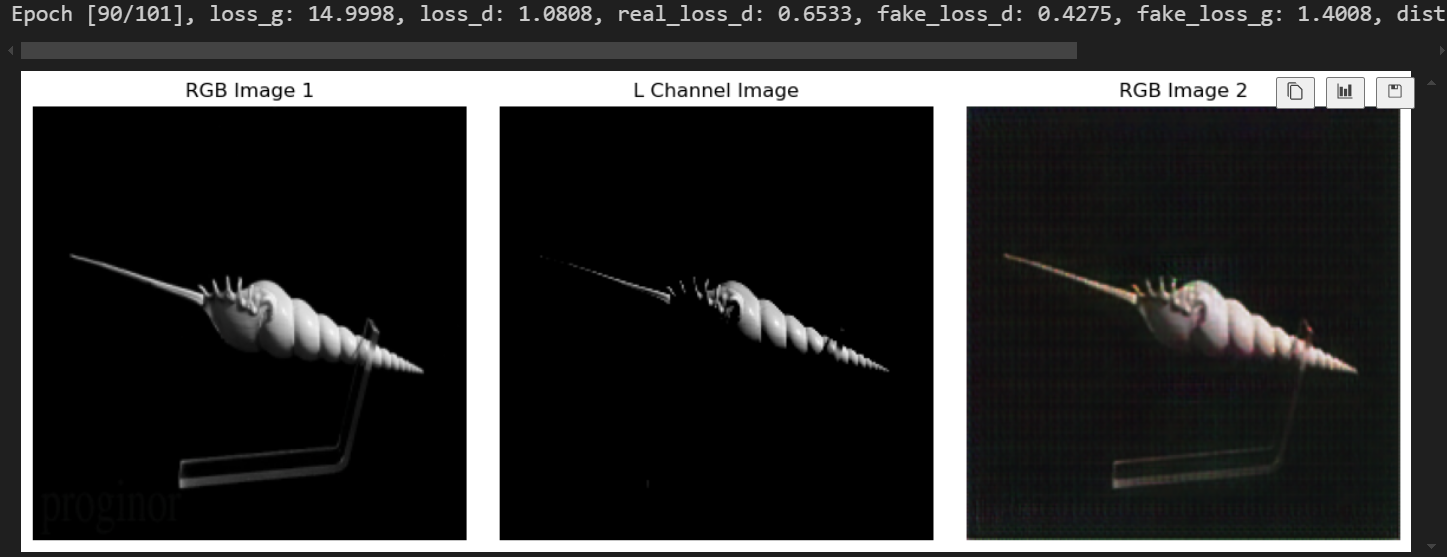 Epoch [90/101], loss_g: 14.9998, loss_d: 1.0808, real_loss_d: 0.6533, fake_loss_d: 0.4275, fake_loss_g: 1.4008, dist
RGB Image 1
L Channel Image
RGB Image 2
proginor